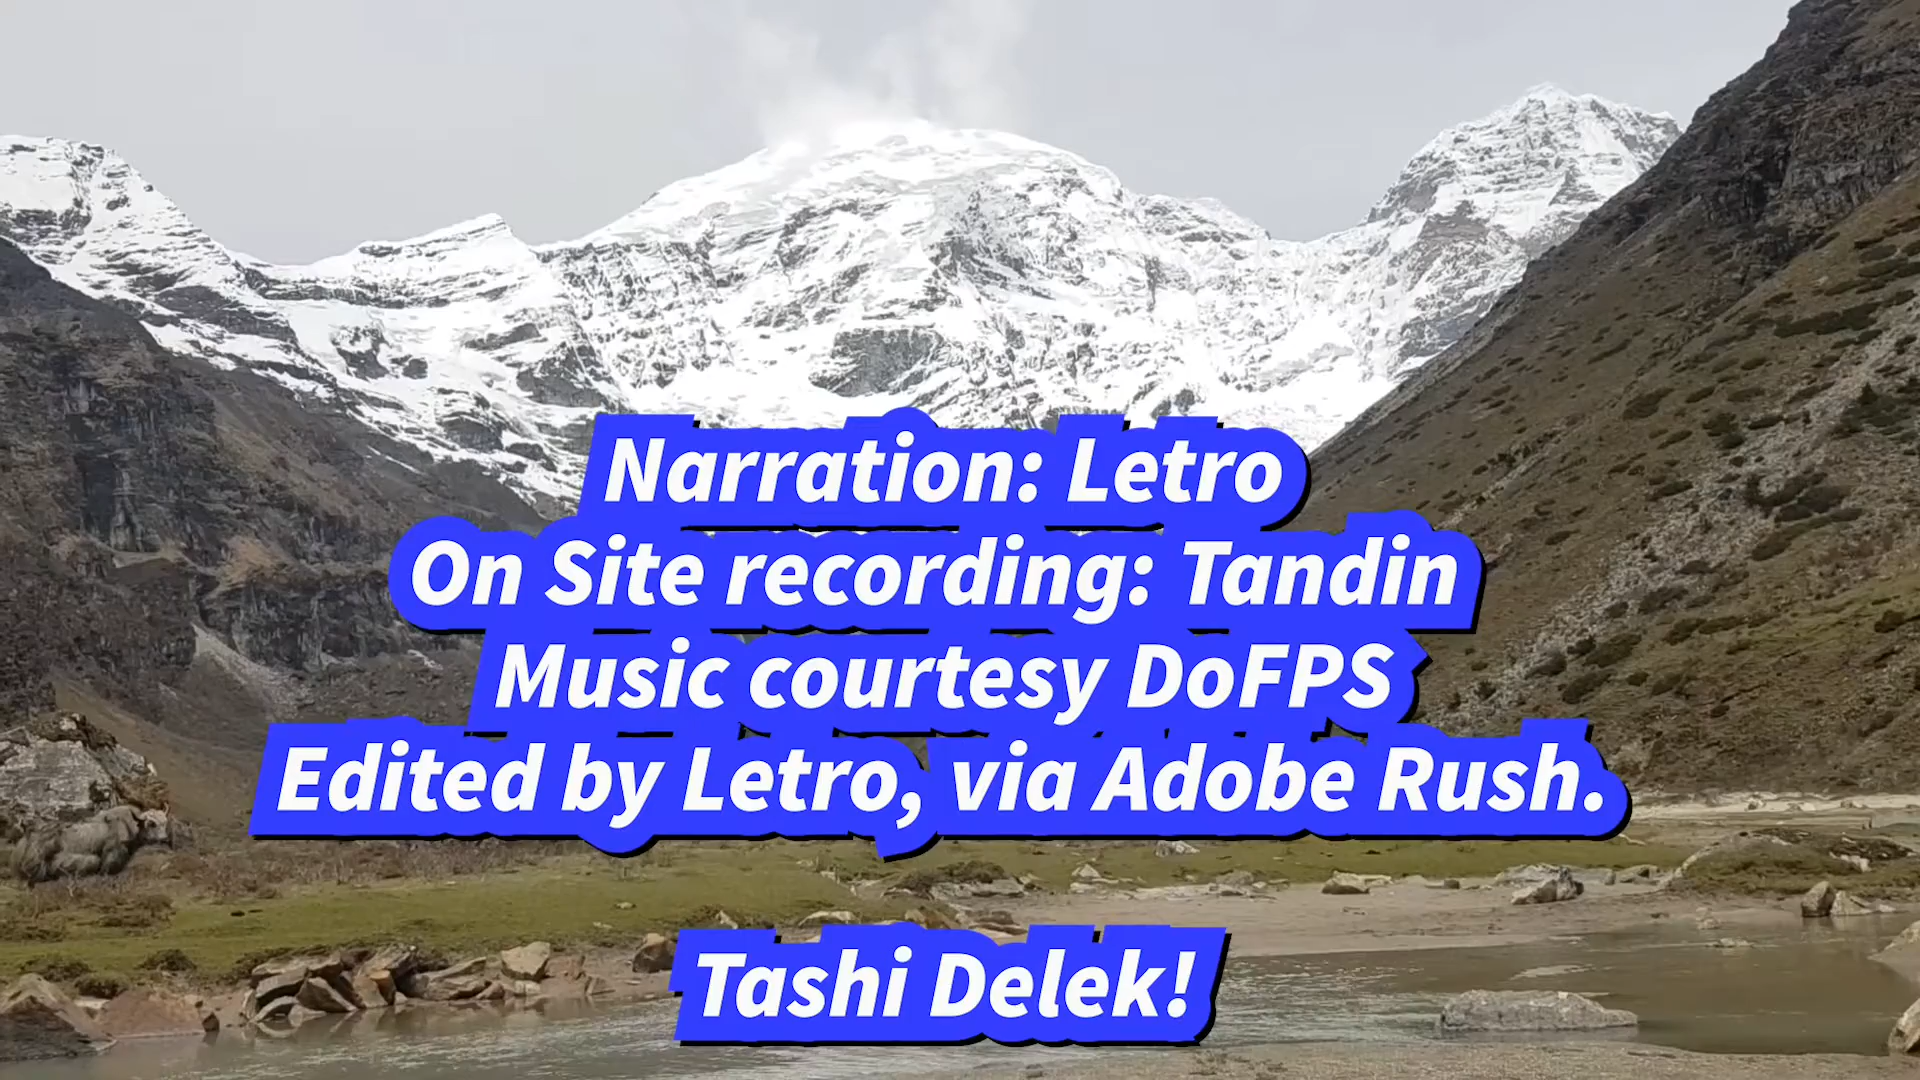 Narration: Letro
On Site recording: Tandin
Music courtesy DoFPS
Edited by Letro, via Adobe Rush.
Tashi Delek!